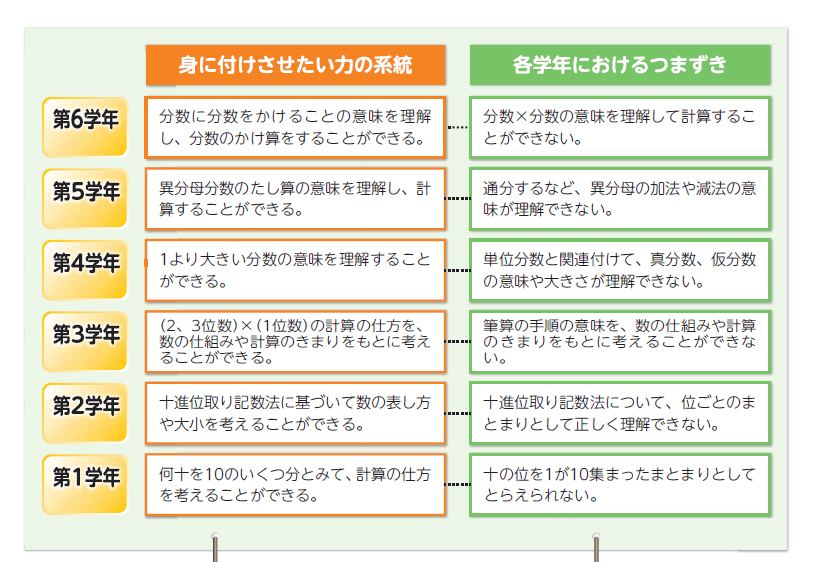 身に付けさせたい力の系統
各学年におけるつまずき
第6学年
分数に分数をかけることの意味を理解
し、分数のかけ算をすることができる。
分数×分数の意味を理解して計算するこ
とができない。
第5学年
異分母分数のたし算の意味を理解し、計
算することができる。
通分するなど、異分母の加法や減法の意
味が理解できない。
第4学年
1より大きい分数の意味を理解すること
ができる。
単位分数と関連付けて、真分数、仮分数
の意味や大きさが理解できない。
第3学年
(2、3位数)×(1位数)の計算の仕方を、
数の仕組みや計算のきまりをもとに考え
ることができる。
筆算の手順の意味を、数の仕組みや計算
のきまりをもとに考えることができな
い。
第2学年
十進位取り記数法に基づいて数の表し方
や大小を考えることができる。
十進位取り記数法について、位ごとのま
とまりとして正しく理解できない。
第1学年
何十を10のいくつ分とみて、計算の仕方
を考えることができる。
十の位を1が10集まったまとまりとして
とらえられない。